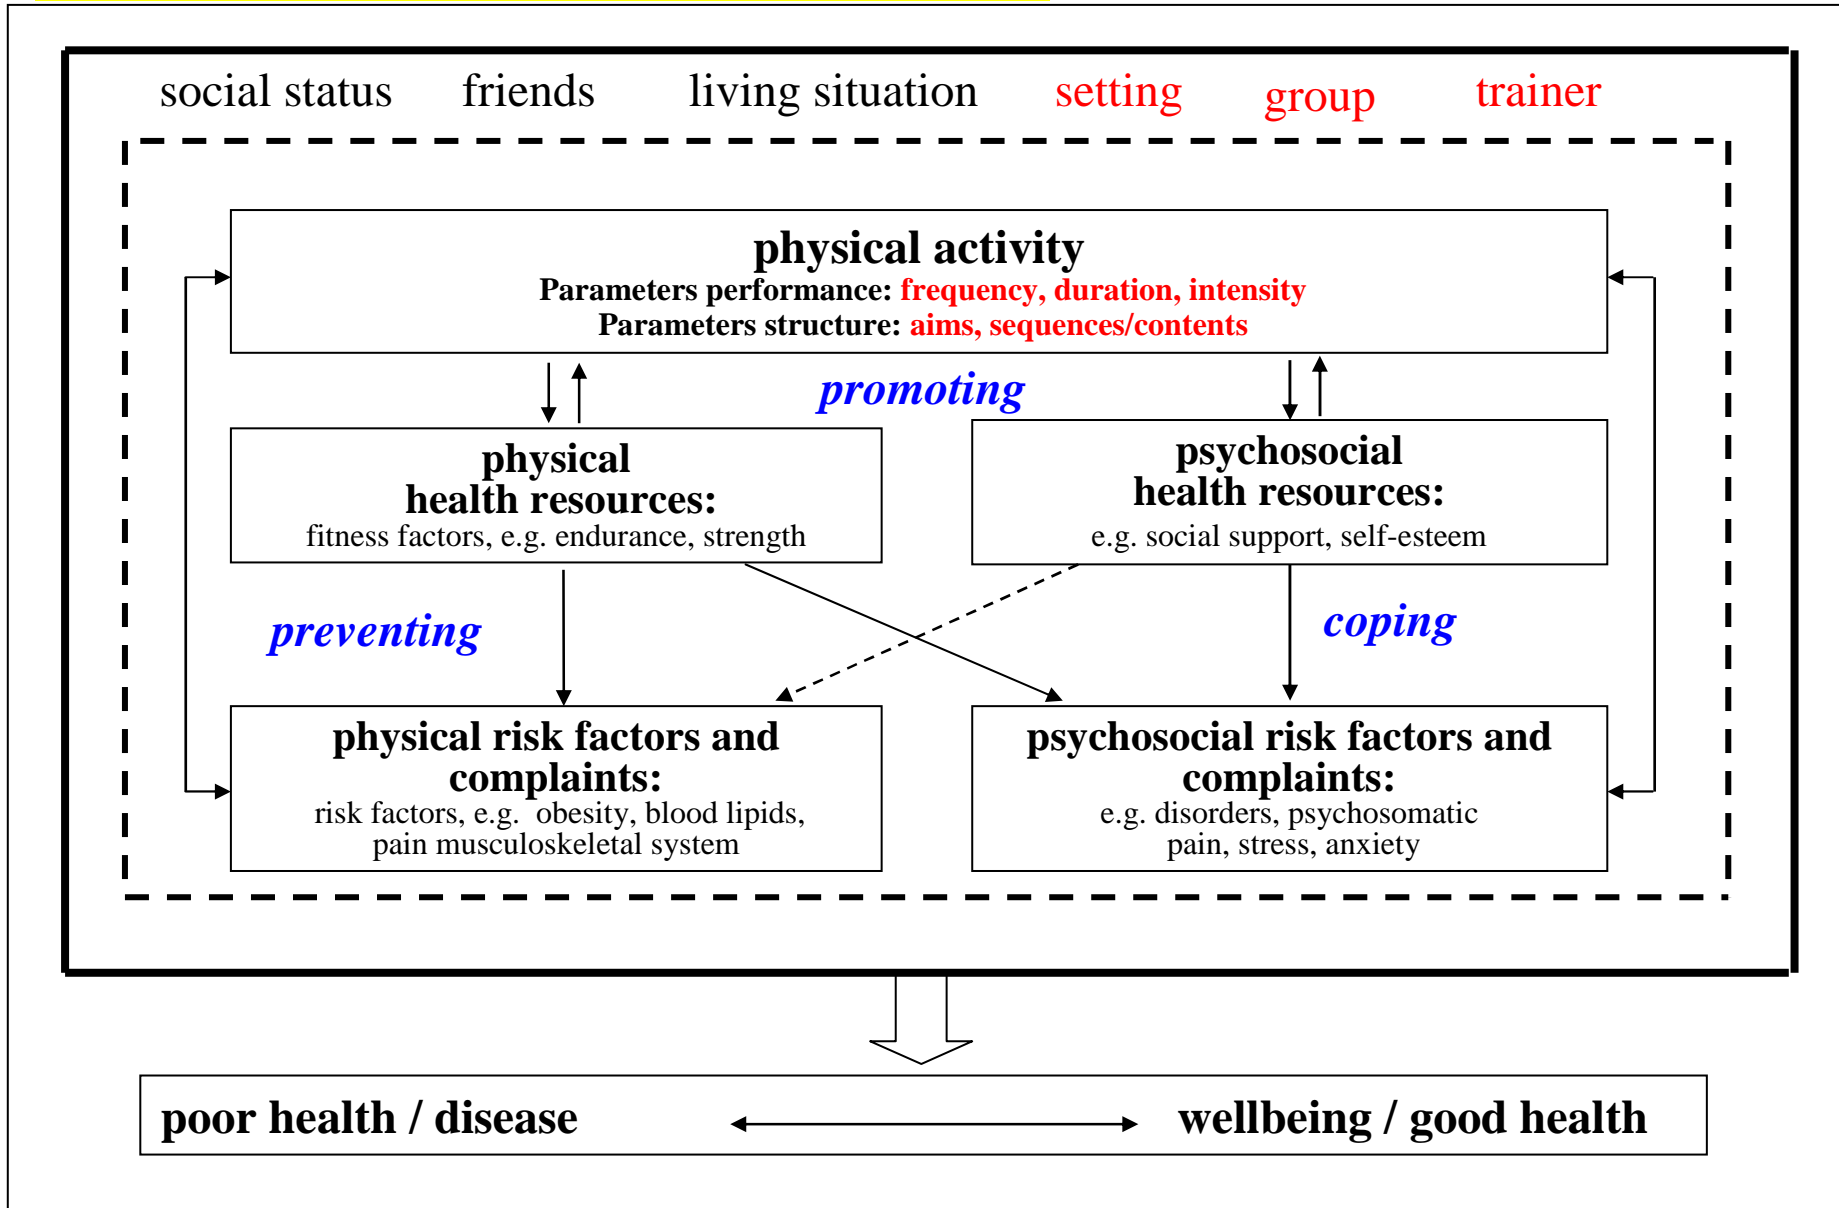 social status friends living situation setting group trainer
physical activity
Parameters performance: frequency, duration, intensity
Parameters structure: aims, sequences/contents
promoting
physical
health resources:
fitness factors, e.g. endurance, strength
psychosocial
health resources:
e.g. social support, self-esteem
preventing
coping
physical risk factors and
complaints:
risk factors, e.g. obesity, blood lipids,
pain musculoskeletal system
psychosocial risk factors and
complaints:
e.g. disorders, psychosomatic
pain, stress, anxiety
poor health / disease
wellbeing / good health